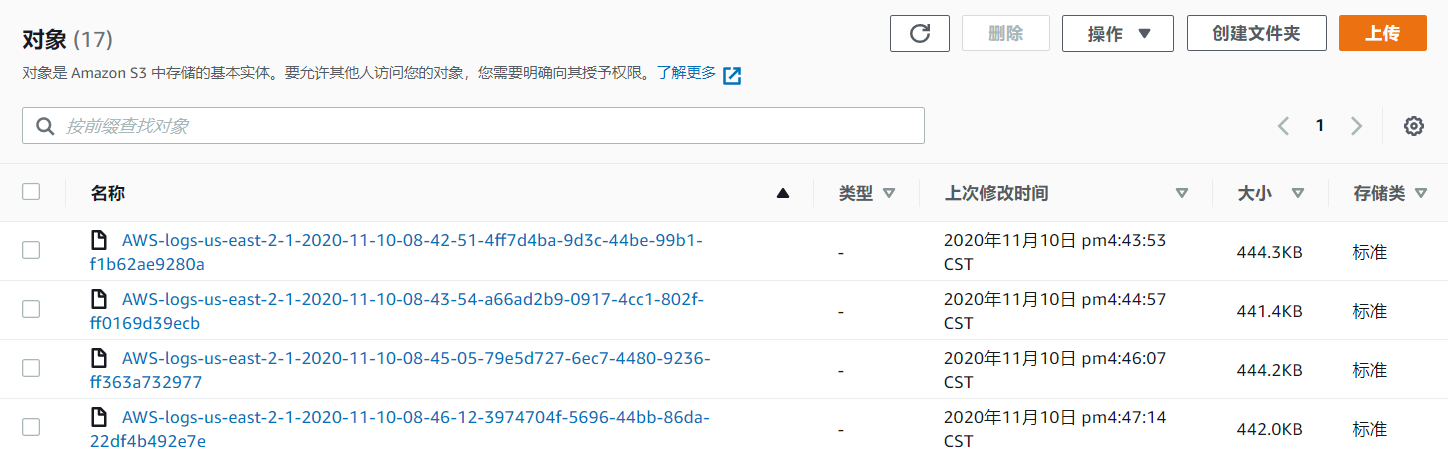 对象 (17)
删除
操作
创建文件夹
上传
对象是 Amazon S3 中存储的基本实体。要允许其他人访问您的对象，您需要明确向其授予权限。了解更多
按前缀查找对象
1
名称
类型
上次修改时间
大小
存储类
AWS-logs-us-east-2-1-2020-11-10-08-42-51-4ff7d4ba-9d3c-44be-99b1-
f1b62ae9280a
-
2020年11月10日 pm4:43:53
CST
444.3KB
标准
AWS-logs-us-east-2-1-2020-11-10-08-43-54-a66ad2b9-0917-4cc1-802f-
ff0169d39ecb
-
2020年11月10日 pm4:44:57
CST
441.4KB
标准
AWS-logs-us-east-2-1-2020-11-10-08-45-05-79e5d727-6ec7-4480-9236-
ff363a732977
-
2020年11月10日 pm4:46:07
CST
444.2KB
标准
AWS-logs-us-east-2-1-2020-11-10-08-46-12-3974704f-5696-44bb-86da-
22df4b492e7e
-
2020年11月10日 pm4:47:14
CST
442.0KB
标准